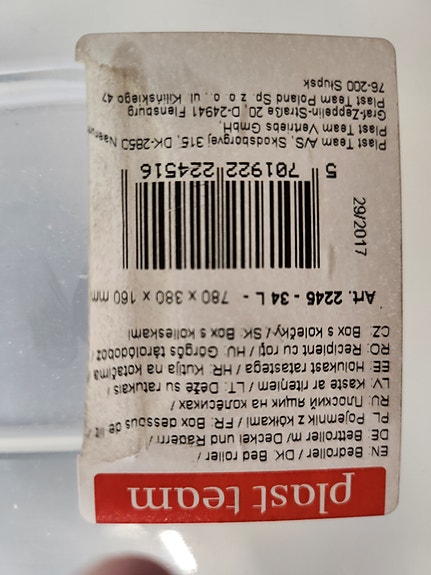 plast team
EN: Bedroller / DK: Bed roller /
DE: Bettroller m/ Deckel und Rädern /
PL: Pojemnik z kółkami / FR: Box dessous de lit
RU: Плоский ящик на колёсиках /
LV: kaste ar riteņiem / LT: Dėžė su ratukais /
EE: Hoiukast ratastega / HR: Kutija na kotačima
RO: Recipient cu roţi / HU: Görgős tárolódoboz /
CZ: Box s kolečky / SK: Box s kolieskami
Art. 2245 - 34 L - 780 x 380 x 160 mm
29/2017
5 701922 224516
Plast Team A/S, Skodsborgvej 315, DK-2850
Plast Team Vertriebs GmbH,
Graf-Zeppelin-Straße 20, D-24941 Flensburg
Plast Team Poland Sp. z o.o., ul. Kilińskiego 47
76-200 Słupsk